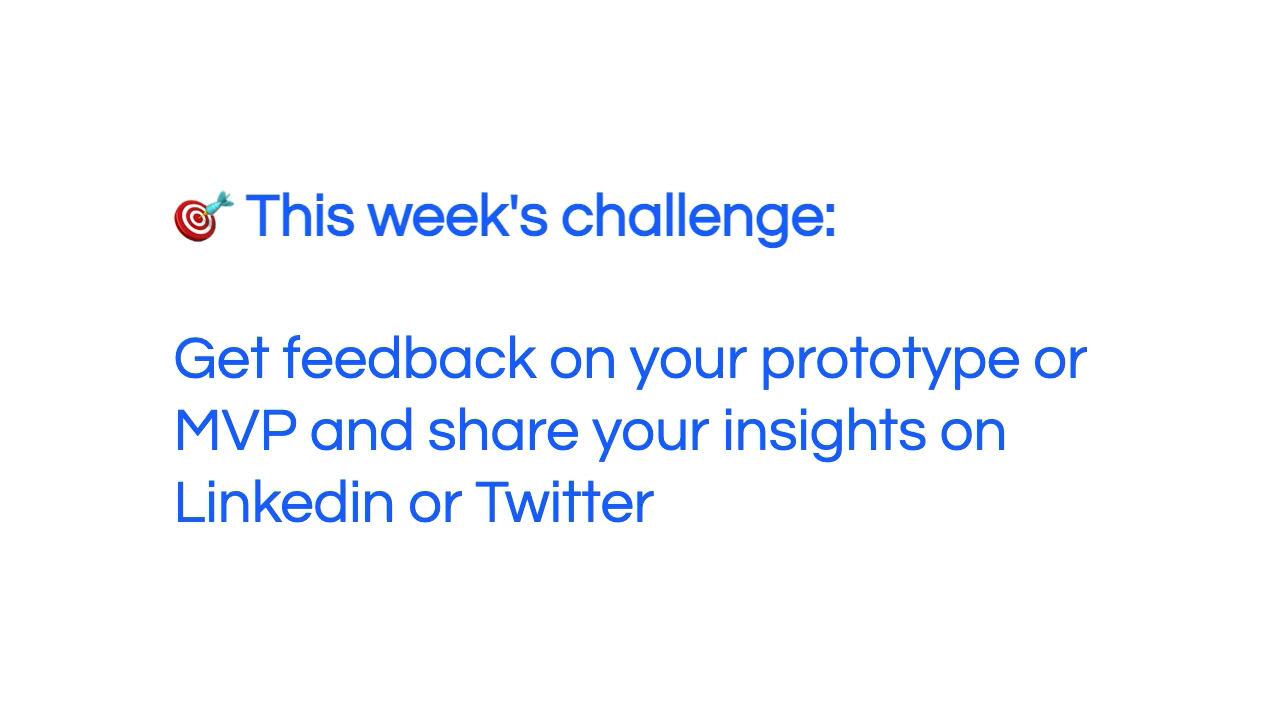 🎯 This week's challenge:
Get feedback on your prototype or
MVP and share your insights on
Linkedin or Twitter